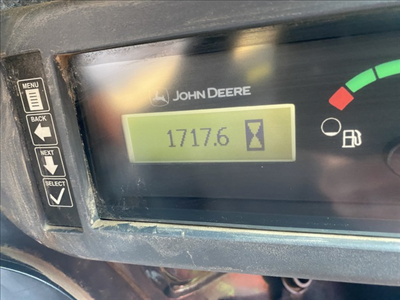 MENU
BACK
NEXT
SELECT
JOHN DEERE
1717.6